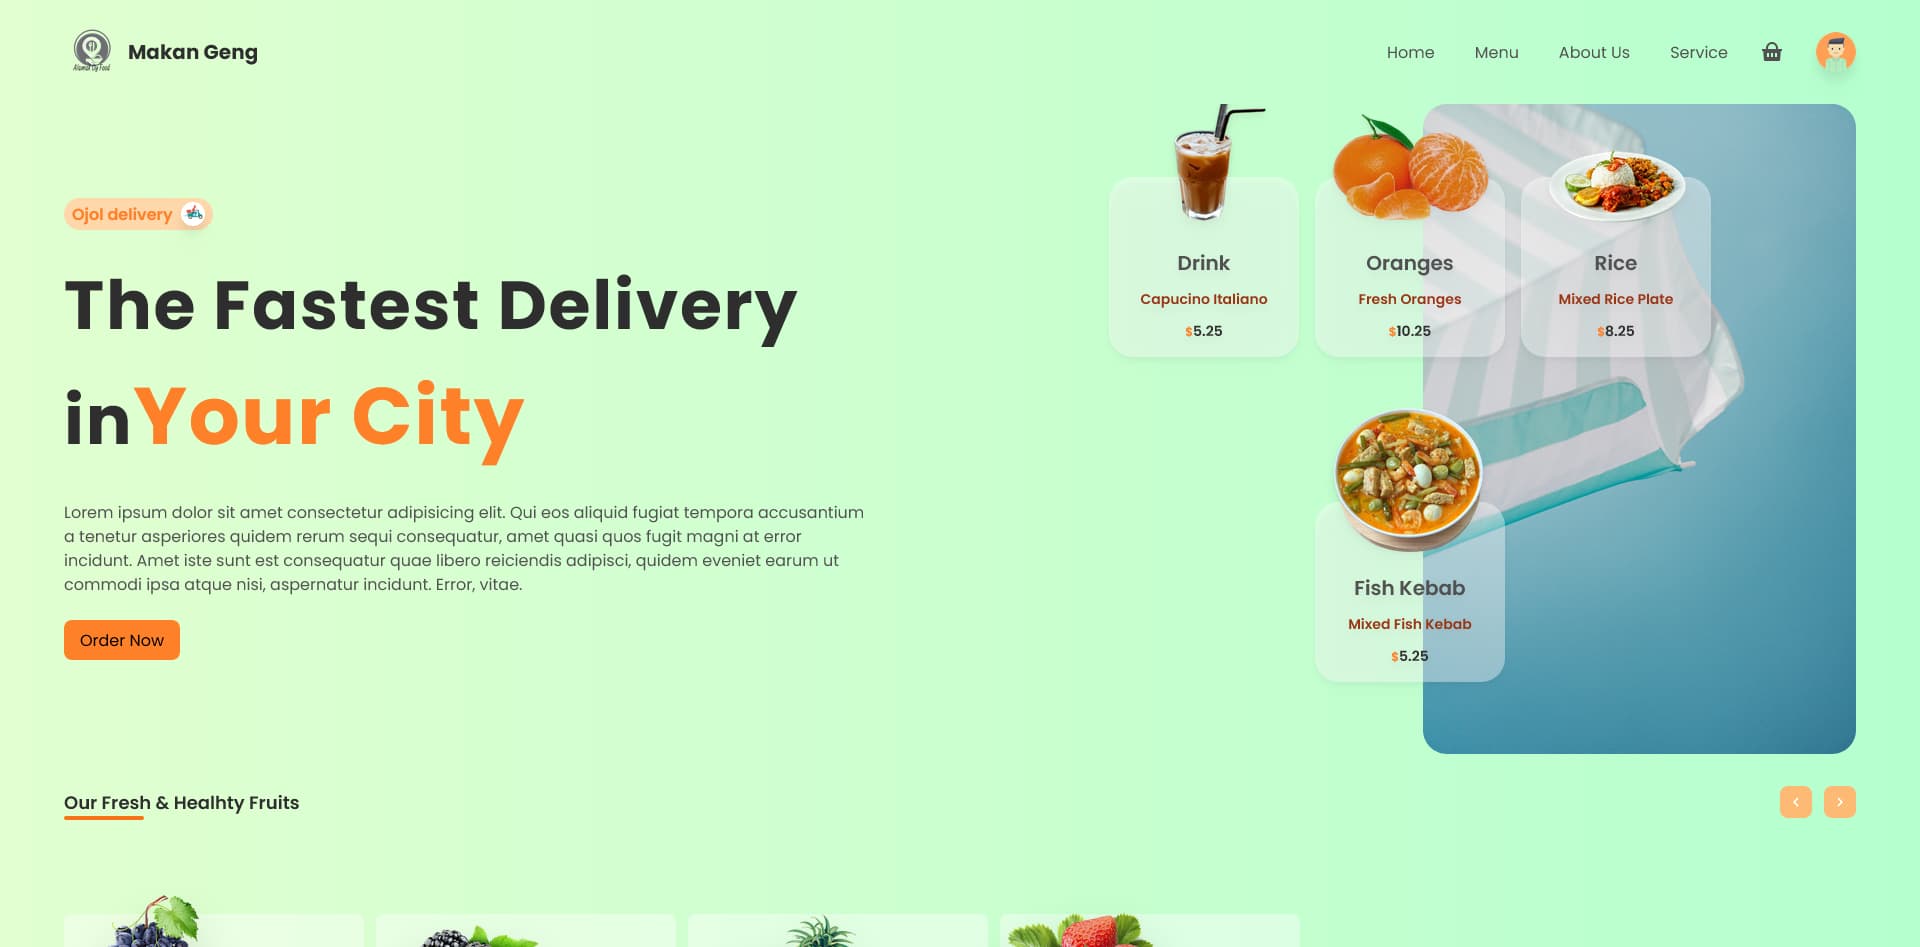 Makan Geng
Home
Menu
About Us
Service
Ojol delivery
The Fastest Delivery
in Your City
Lorem ipsum dolor sit amet consectetur adipisicing elit. Qui eos aliquid fugiat tempora accusantium
a tenetur asperiores quidem rerum sequi consequatur, amet quasi quos fugit magni at error
incidunt. Amet iste sunt est consequatur quae libero reiciendis adipisci, quidem eveniet earum ut
commodi ipsa atque nisi, aspernatur incidunt. Error, vitae.
Order Now
Drink
Capucino Italiano
$5.25
Oranges
Fresh Oranges
$10.25
Rice
Mixed Rice Plate
$8.25
Fish Kebab
Mixed Fish Kebab
$5.25
Our Fresh & Healhty Fruits